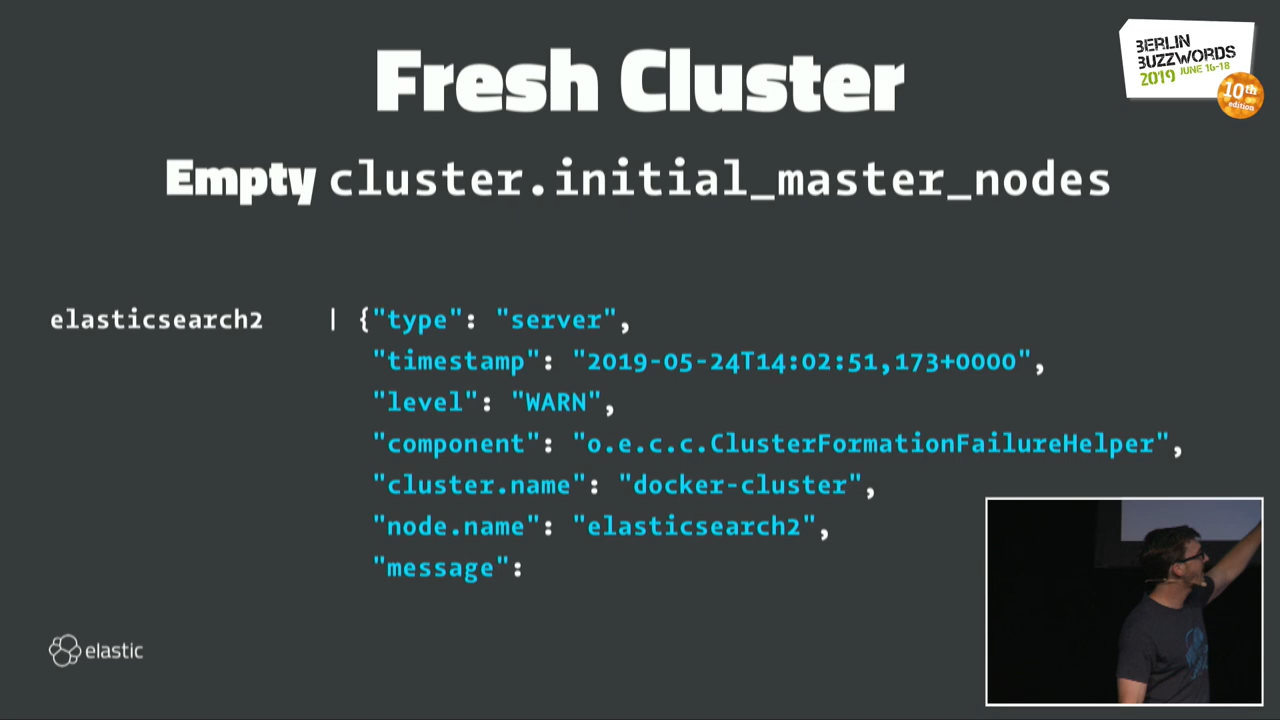 Fresh Cluster
BERLIN
BUZZWORDS
2019 JUNE 16-18
10th
edition
Empty cluster.initial_master_nodes
elasticsearch2 | {"type": "server",
"timestamp": "2019-05-24T14:02:51,173+0000",
"level": "WARN",
"component": "o.e.c.c.ClusterFormationFailureHelper",
"cluster.name": "docker-cluster",
"node.name": "elasticsearch2",
"message":
elastic